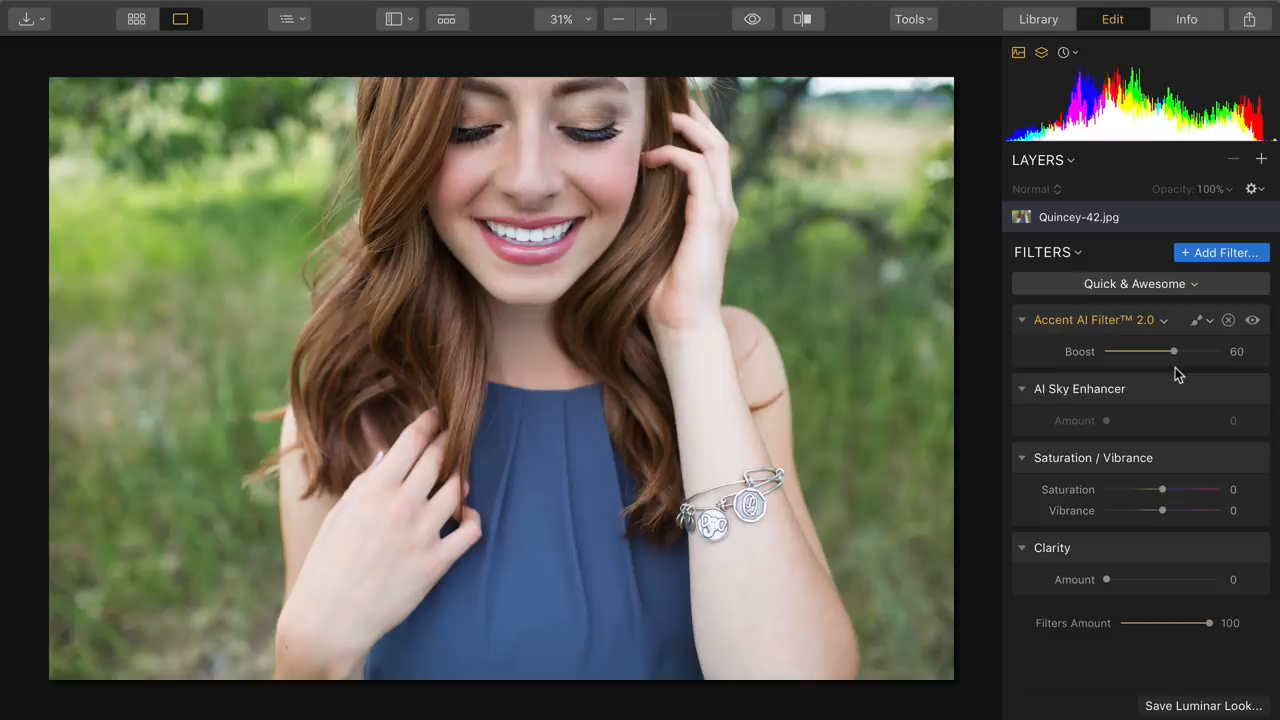 31%
Tools
Library
Edit
Info
LAYERS
Normal
Opacity: 100%
Quincey-42.jpg
FILTERS
+ Add Filter...
Quick & Awesome
Accent AI Filter™ 2.0
Boost 60
AI Sky Enhancer
Amount 0
Saturation / Vibrance
Saturation 0
Vibrance 0
Clarity
Amount 0
Filters Amount 100
Save Luminar Look...